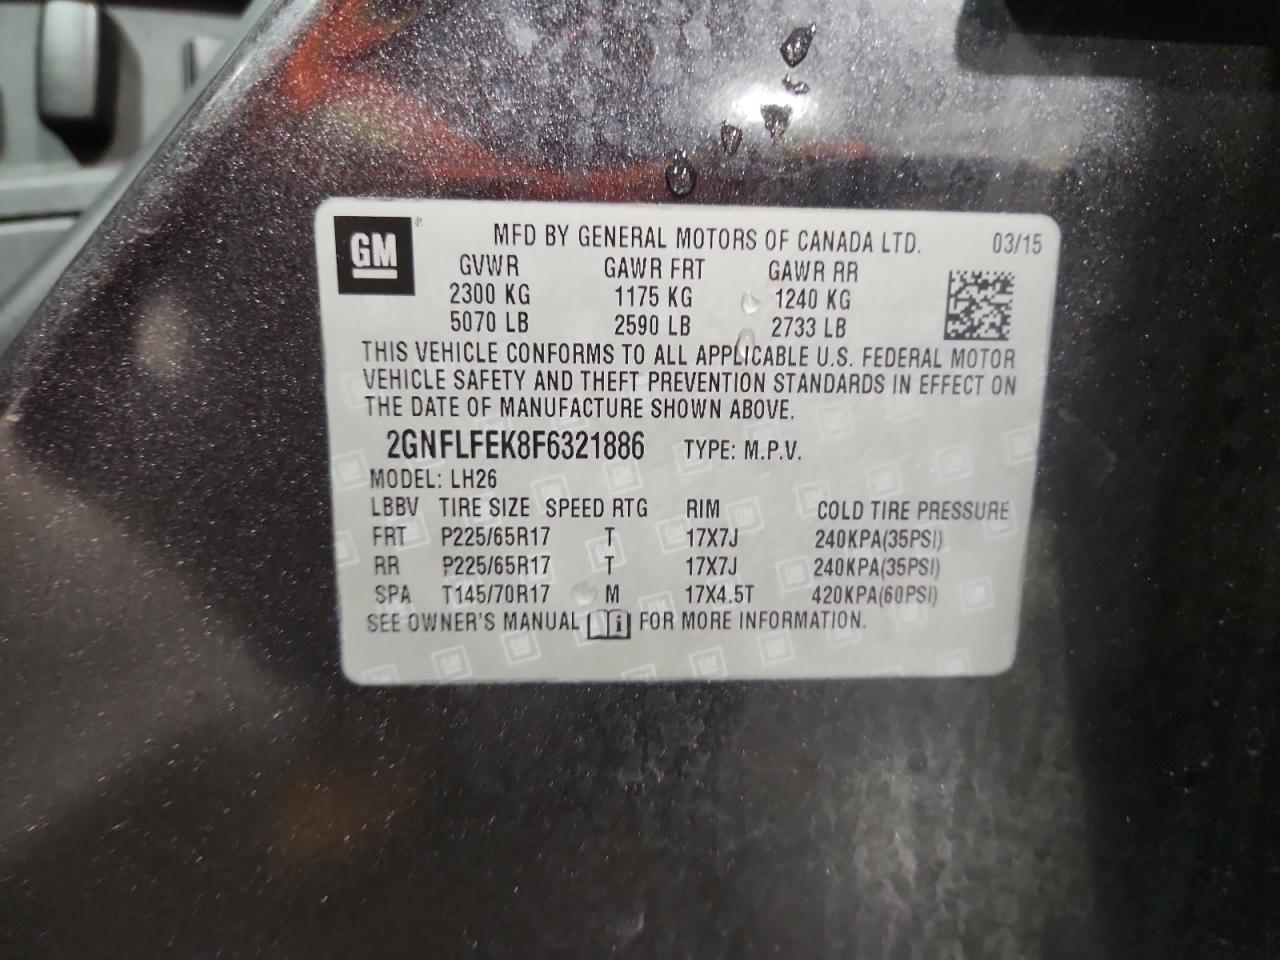 GM
MFD BY GENERAL MOTORS OF CANADA LTD. 03/15
GVWR GAWR FRT GAWR RR
2300 KG 1175 KG 1240 KG
5070 LB 2590 LB 2733 LB
THIS VEHICLE CONFORMS TO ALL APPLICABLE U.S. FEDERAL MOTOR
VEHICLE SAFETY AND THEFT PREVENTION STANDARDS IN EFFECT ON
THE DATE OF MANUFACTURE SHOWN ABOVE.
2GNFLFEK8F6321886 TYPE: M.P.V.
MODEL: LH26
LBBV TIRE SIZE SPEED RTG RIM COLD TIRE PRESSURE
FRT P225/65R17 T 17X7J 240KPA(35PSI)
RR P225/65R17 T 17X7J 240KPA(35PSI)
SPA T145/70R17 M 17X4.5T 420KPA(60PSI)
SEE OWNER'S MANUAL i FOR MORE INFORMATION.